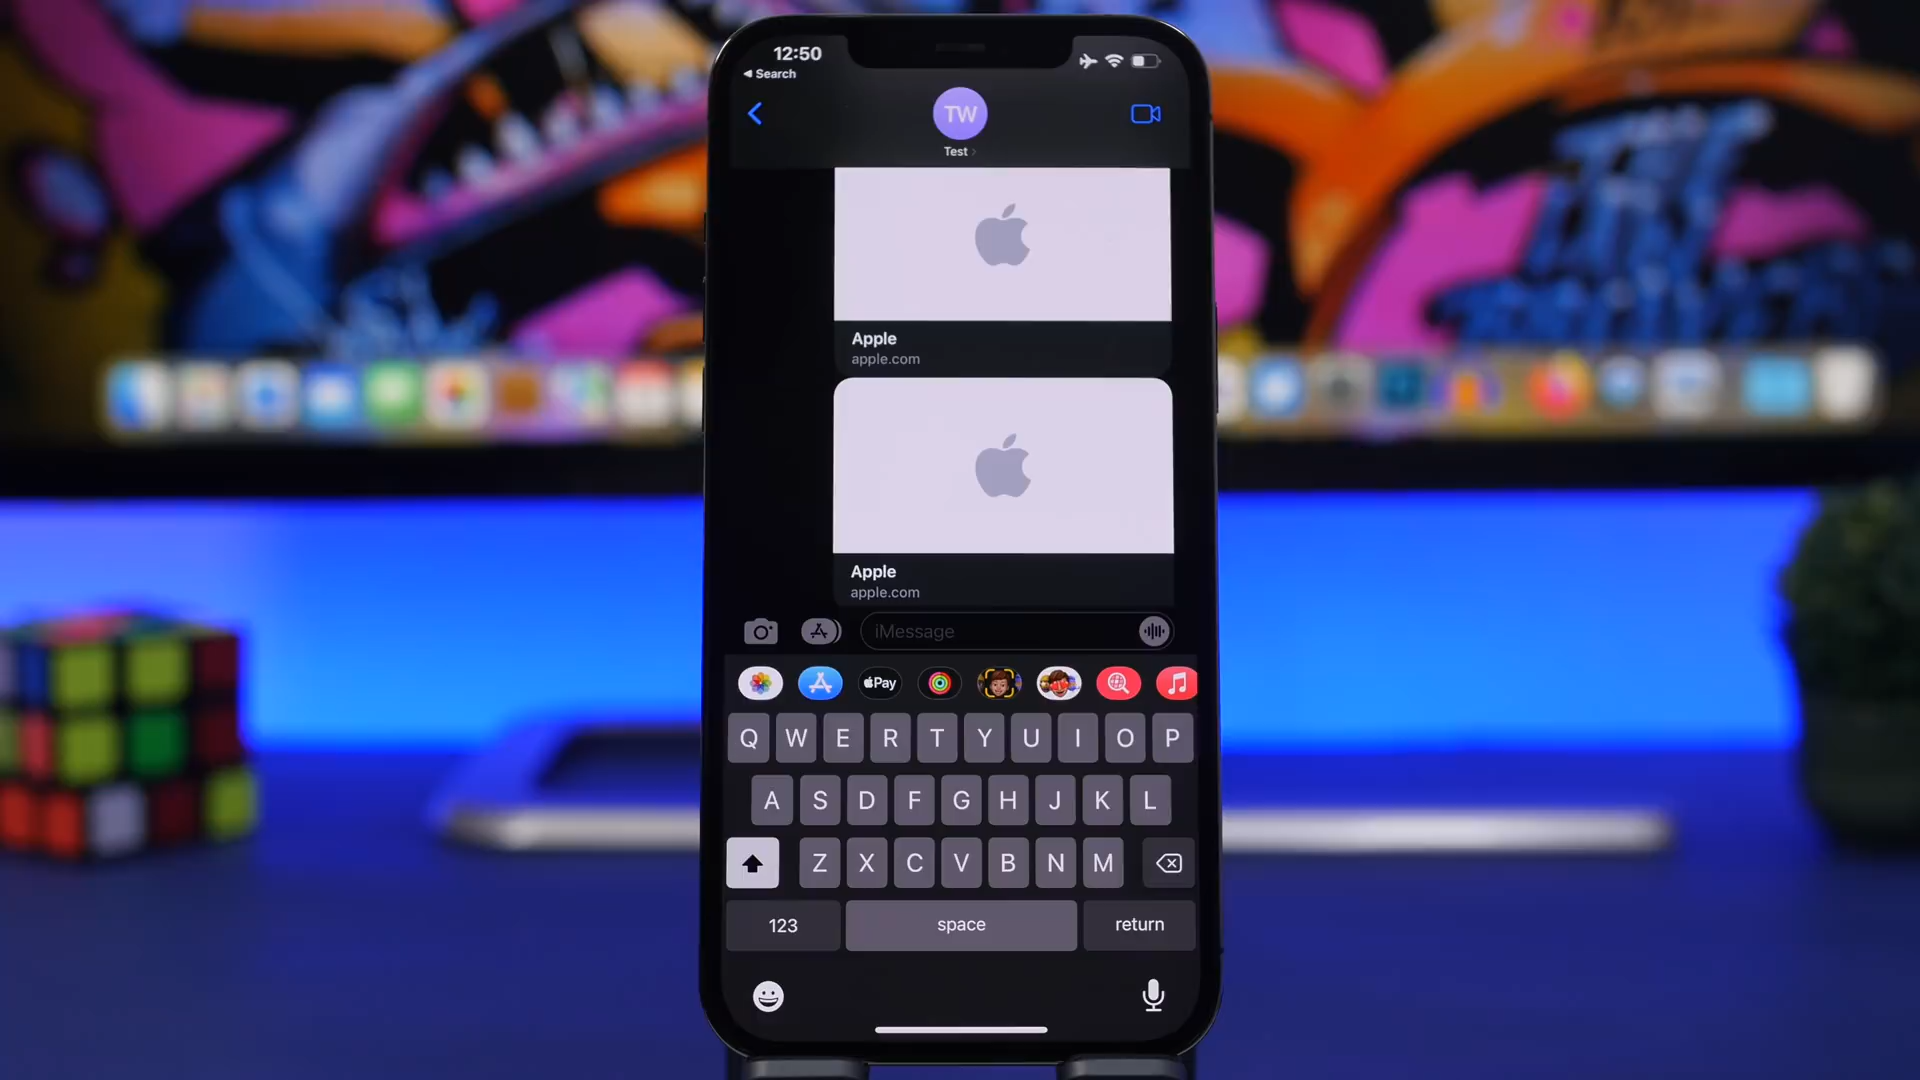 12:50
Search
TW
Test
Apple
apple.com
Apple
apple.com
iMessage
Pay
Q W E R T Y U I O P
A S D F G H J K L
Z X C V B N M
123 space return